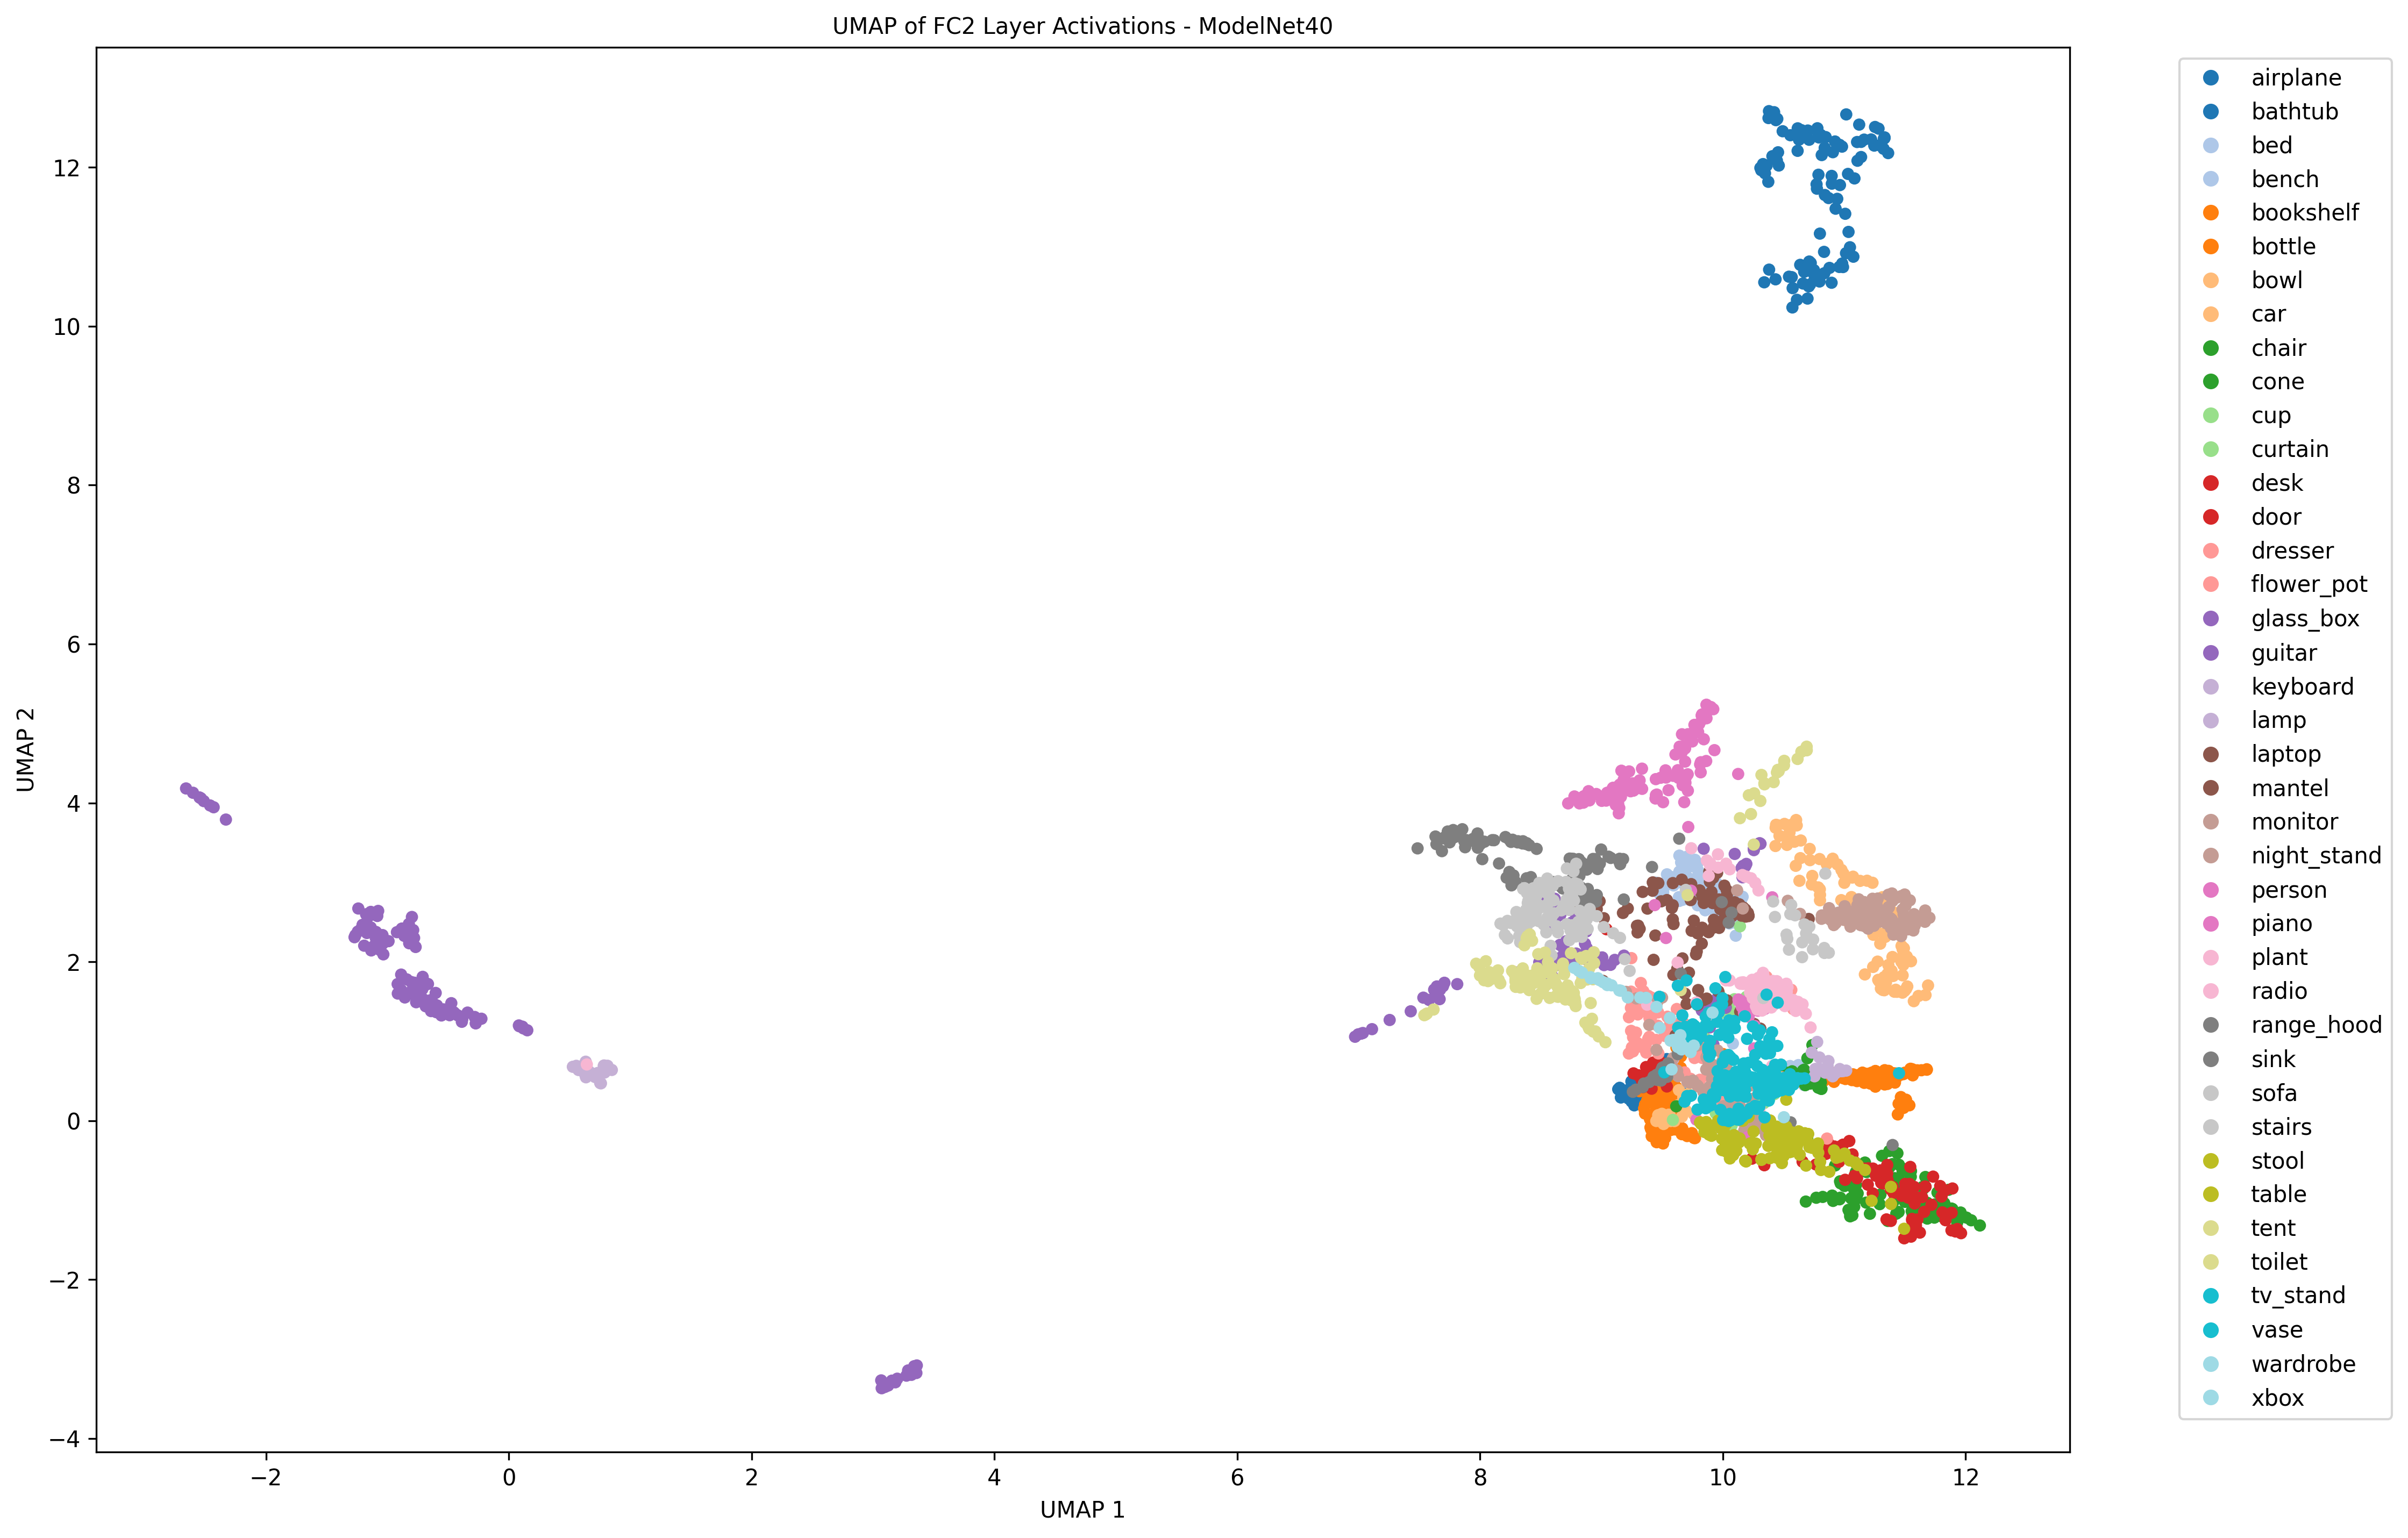 UMAP of FC2 Layer Activations - ModelNet40
12
10
8
6
4
2
0
−2
−4
UMAP 2
−2
0
2
4
6
8
10
12
UMAP 1
airplane
bathtub
bed
bench
bookshelf
bottle
bowl
car
chair
cone
cup
curtain
desk
door
dresser
flower_pot
glass_box
guitar
keyboard
lamp
laptop
mantel
monitor
night_stand
person
piano
plant
radio
range_hood
sink
sofa
stairs
stool
table
tent
toilet
tv_stand
vase
wardrobe
xbox